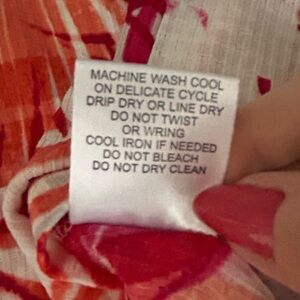 MACHINE WASH COOL
ON DELICATE CYCLE
DRIP DRY OR LINE DRY
DO NOT TWIST
OR WRING
COOL IRON IF NEEDED
DO NOT BLEACH
DO NOT DRY CLEAN